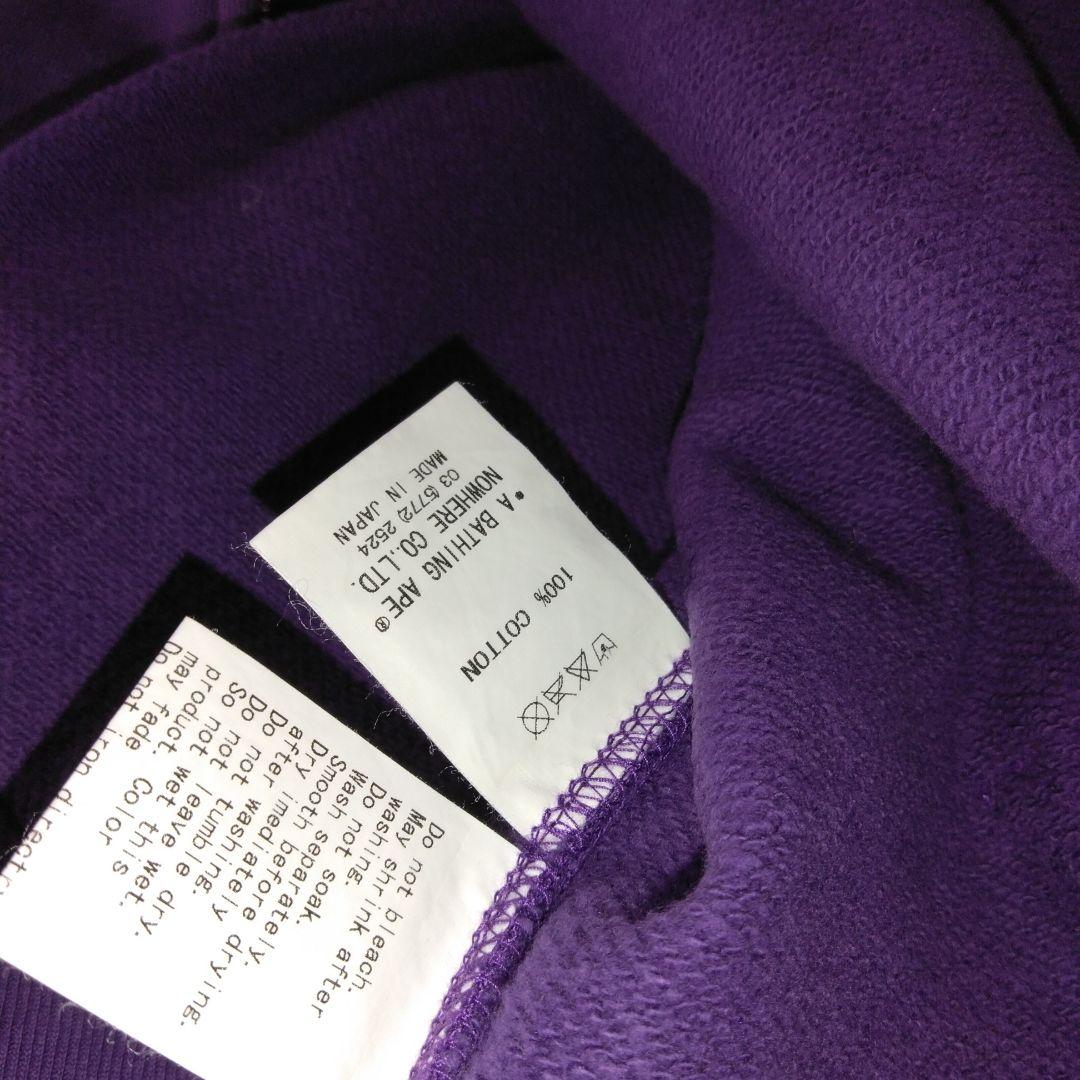 100% COTTON
*A BATHING APE®
NOWHERE CO.,LTD.
03 (5772) 2524
MADE IN JAPAN
Do not bleach.
May shrink after
washing.
Do not soak.
Wash separately.
Smooth before drying.
Dry imediately
after washing.
Do not tumble dry.
Do not leave wet.
So not wet this
product, Color
may fade
Do not iron